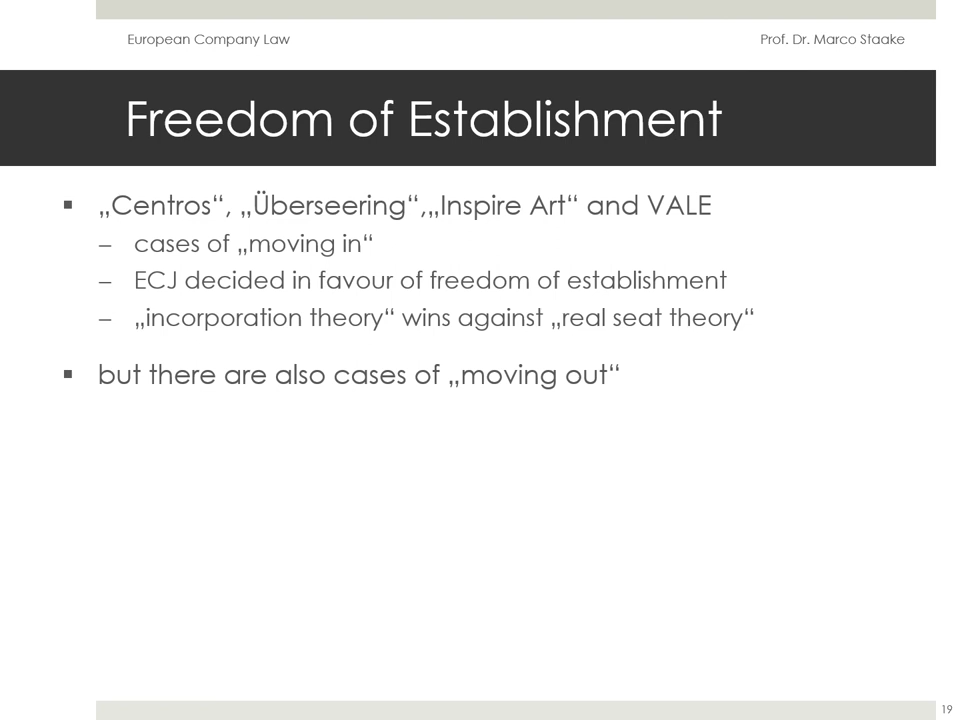 European Company Law
Prof. Dr. Marco Staake
Freedom of Establishment
▪ „Centros“, „Überseering“,„Inspire Art“ and VALE
– cases of „moving in“
– ECJ decided in favour of freedom of establishment
– „incorporation theory“ wins against „real seat theory“
▪ but there are also cases of „moving out“
19